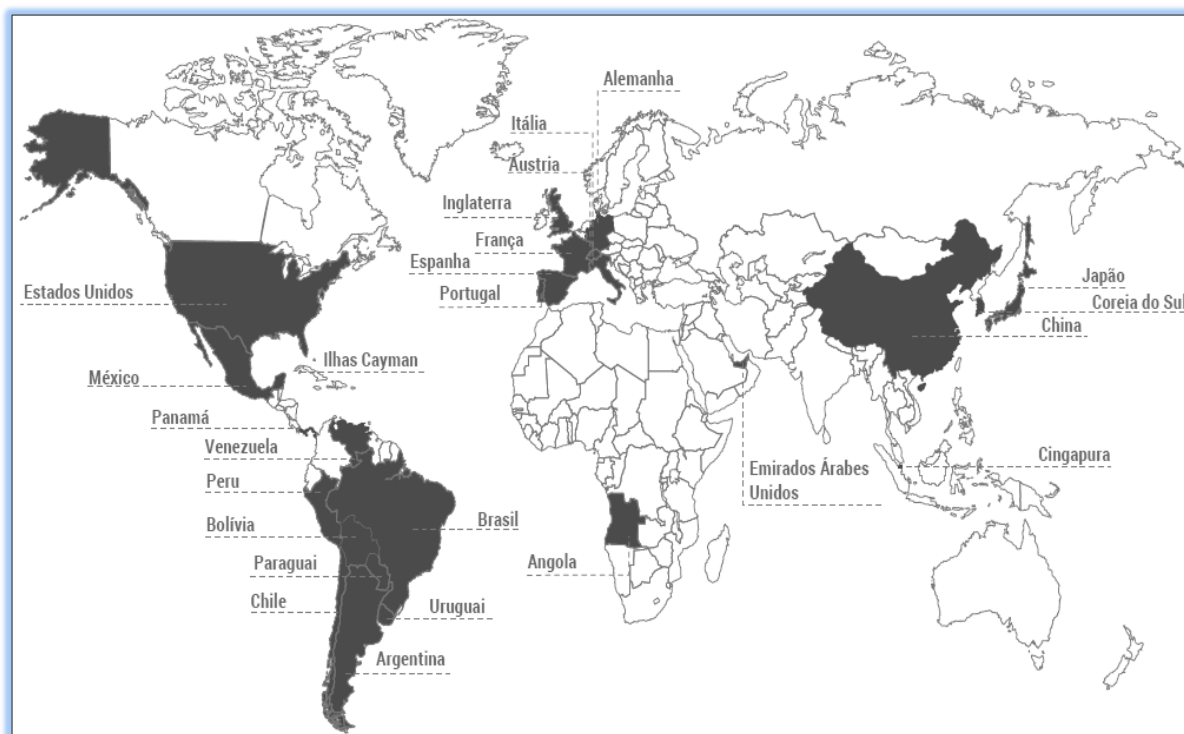 Alemanha
Itália
Áustria
Inglaterra
França
Espanha
Portugal
Estados Unidos
Japão
Coreia do Sul
China
Ilhas Cayman
México
Panamá
Venezuela
Cingapura
Emirados Árabes
Unidos
Peru
Brasil
Bolívia
Paraguai
Angola
Chile
Uruguai
Argentina